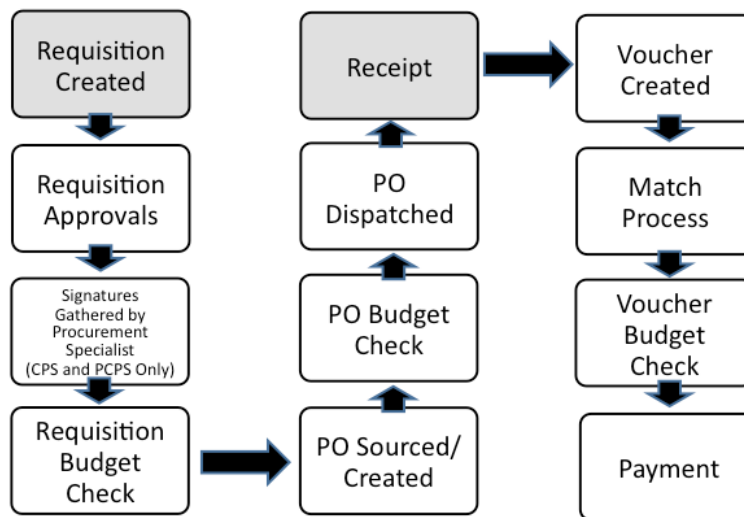 Requisition
Created
Requisition
Approvals
Signatures
Gathered by
Procurement
Specialist
(CPS and PCPS Only)
Requisition
Budget
Check
PO Sourced/
Created
PO Budget
Check
PO
Dispatched
Receipt
Voucher
Created
Match
Process
Voucher
Budget
Check
Payment